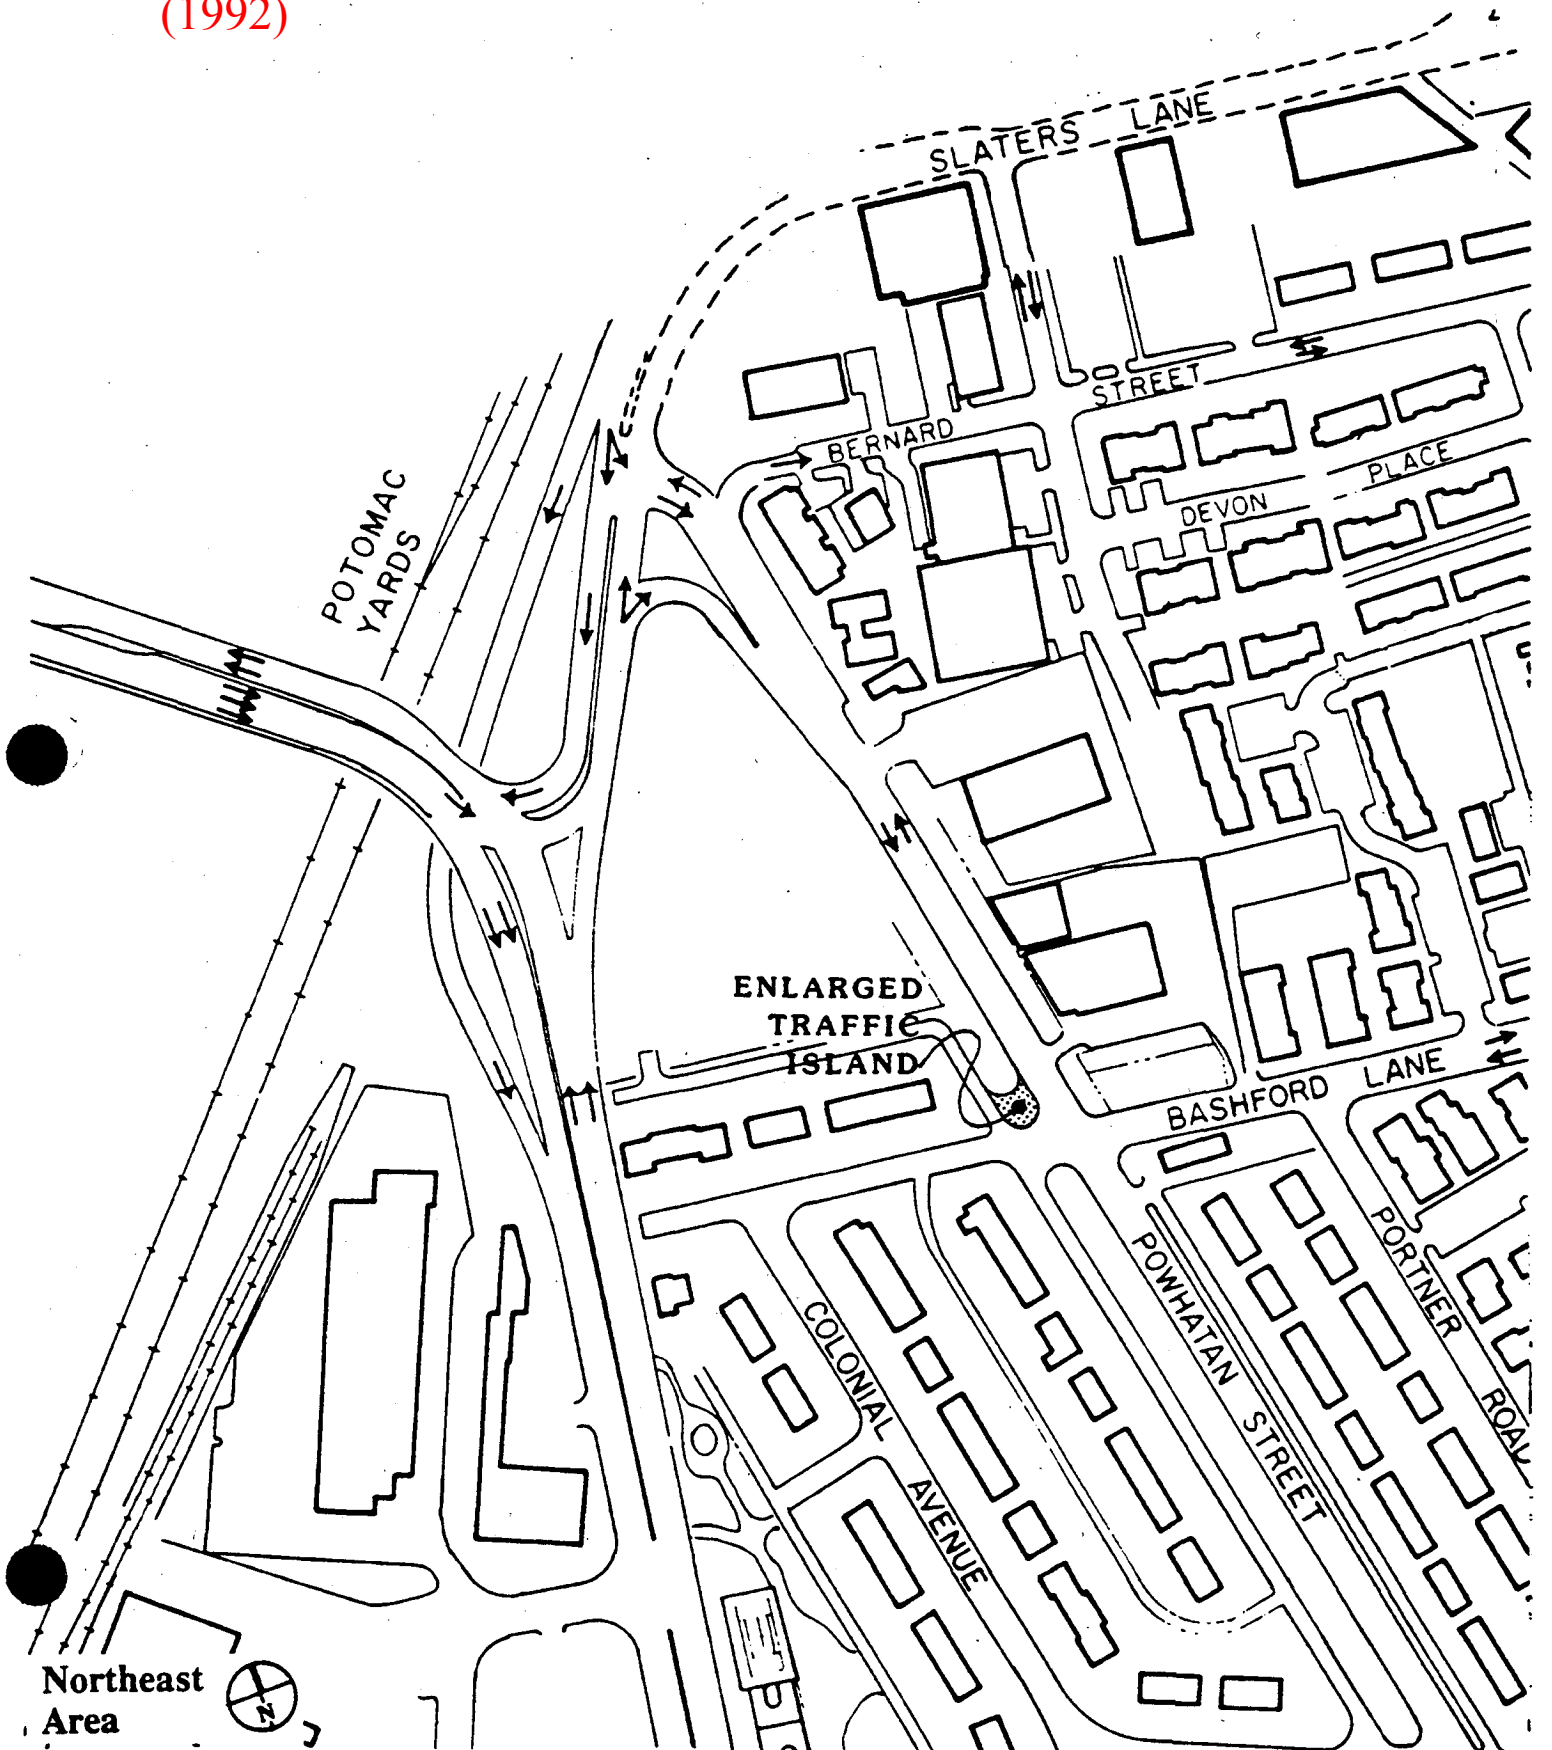 (1992)
SLATERS LANE
STREET
BERNARD
PLACE
DEVON
POTOMAC
YARDS
ENLARGED
TRAFFIC
ISLAND
BASHFORD LANE
POWHATAN STREET
PORTNER ROAD
COLONIAL AVENUE
Northeast
Area
N